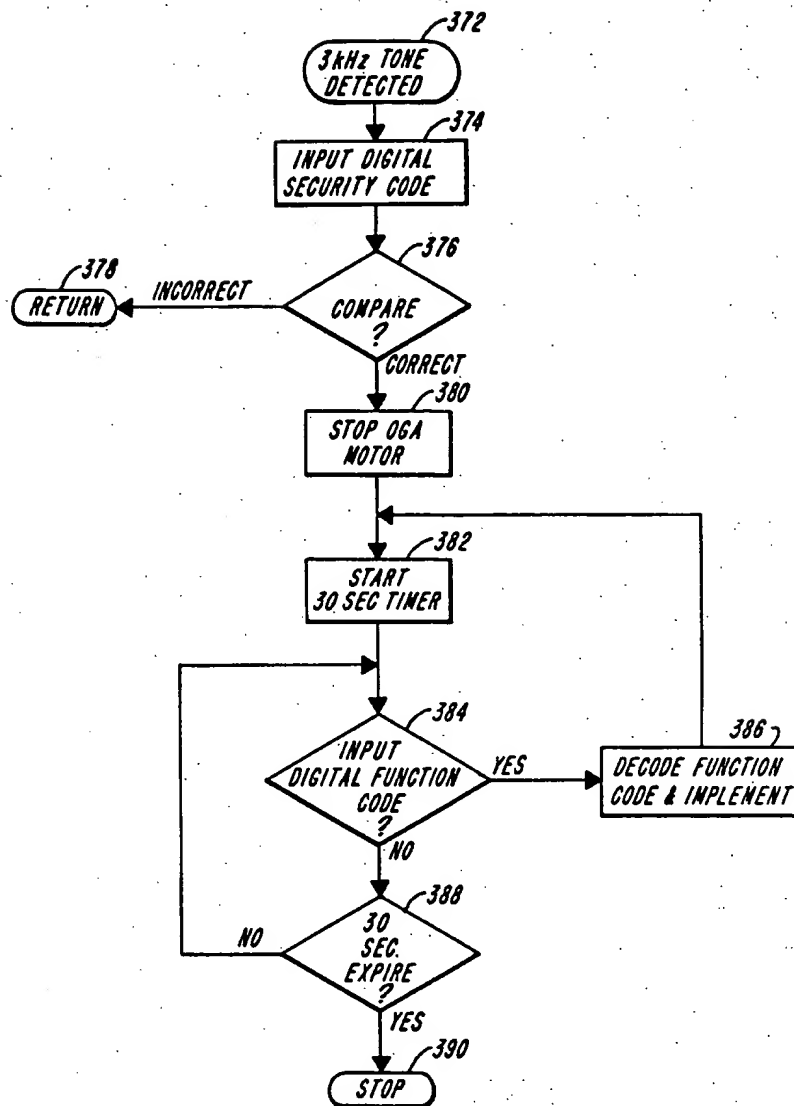 372
3kHz TONE
DETECTED
374
INPUT DIGITAL
SECURITY CODE
376
378
INCORRECT
RETURN
COMPARE
?
CORRECT
380
STOP OGA
MOTOR
382
START
30 SEC TIMER
384
386
INPUT
DIGITAL FUNCTION
CODE
?
YES
DECODE FUNCTION
CODE & IMPLEMENT
NO
388
NO
30
SEC.
EXPIRE
?
YES
390
STOP